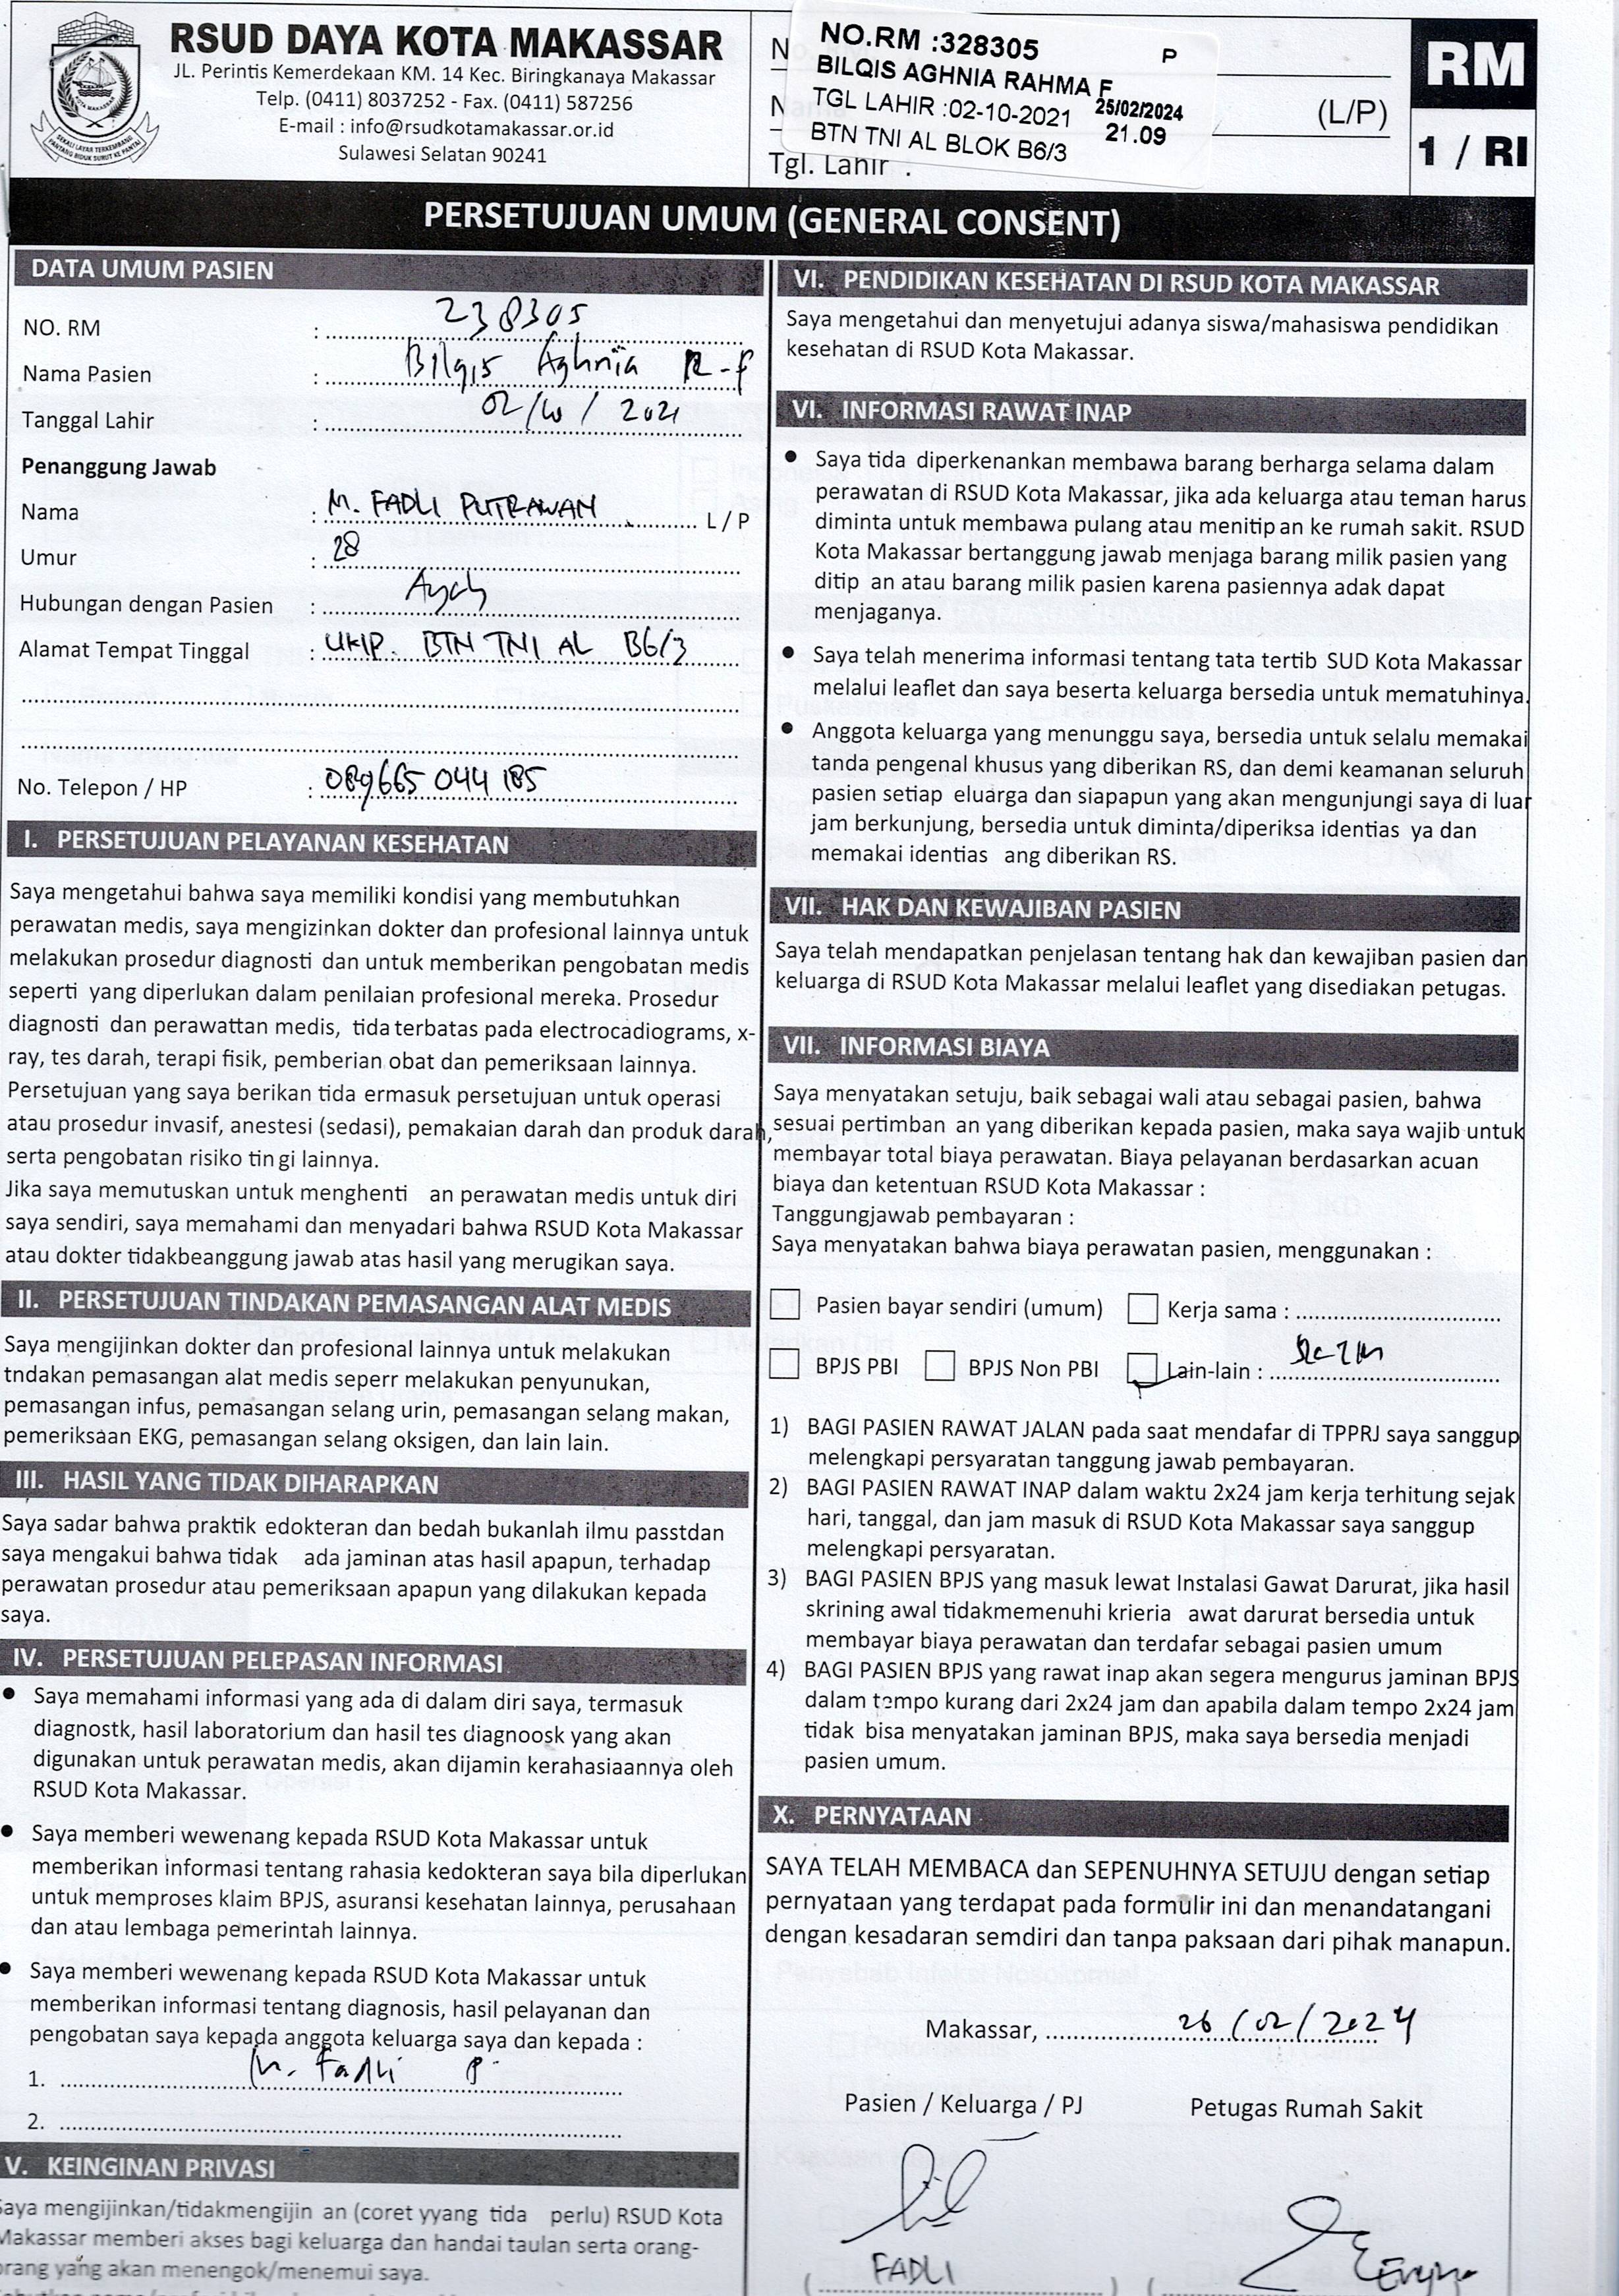 RSUD DAYA KOTA MAKASSAR
JL. Perintis Kemerdekaan KM. 14 Kec. Biringkanaya Makassar
Telp. (0411) 8037252 - Fax. (0411) 587256
E-mail : info@rsudkotamakassar.or.id
Sulawesi Selatan 90241
NO.RM :328305 P
BILQIS AGHNIA RAHMA F
TGL LAHIR :02-10-2021 25/02/2024
BTN TNI AL BLOK B6/3 21.09
(L/P)
Tgl. Lahir .
RM
1 / RI
PERSETUJUAN UMUM (GENERAL CONSENT)
DATA UMUM PASIEN
NO. RM : 238305
Nama Pasien : Bilqis Aghnia R-F
Tanggal Lahir : 02/10/2021
Penanggung Jawab
Nama : M. FADLI PUTRAWAN L / P
Umur : 28
Hubungan dengan Pasien : Ayah
Alamat Tempat Tinggal : UKIP. BTN TNI AL B6/3
No. Telepon / HP : 089665 044 185
I. PERSETUJUAN PELAYANAN KESEHATAN
Saya mengetahui bahwa saya memiliki kondisi yang membutuhkan
perawatan medis, saya mengizinkan dokter dan profesional lainnya untuk
melakukan prosedur diagnosti dan untuk memberikan pengobatan medis
seperti yang diperlukan dalam penilaian profesional mereka. Prosedur
diagnosti dan perawattan medis, tida terbatas pada electrocadiograms, x-
ray, tes darah, terapi fisik, pemberian obat dan pemeriksaan lainnya.
Persetujuan yang saya berikan tida ermasuk persetujuan untuk operasi
atau prosedur invasif, anestesi (sedasi), pemakaian darah dan produk darah,
serta pengobatan risiko tin gi lainnya.
Jika saya memutuskan untuk menghenti an perawatan medis untuk diri
saya sendiri, saya memahami dan menyadari bahwa RSUD Kota Makassar
atau dokter tidakbeanggung jawab atas hasil yang merugikan saya.
II. PERSETUJUAN TINDAKAN PEMASANGAN ALAT MEDIS
Saya mengijinkan dokter dan profesional lainnya untuk melakukan
tndakan pemasangan alat medis seperr melakukan penyunukan,
pemasangan infus, pemasangan selang urin, pemasangan selang makan,
pemeriksaan EKG, pemasangan selang oksigen, dan lain lain.
III. HASIL YANG TIDAK DIHARAPKAN
Saya sadar bahwa praktik edokteran dan bedah bukanlah ilmu passtdan
saya mengakui bahwa tidak ada jaminan atas hasil apapun, terhadap
perawatan prosedur atau pemeriksaan apapun yang dilakukan kepada
saya.
IV. PERSETUJUAN PELEPASAN INFORMASI
• Saya memahami informasi yang ada di dalam diri saya, termasuk
diagnostk, hasil laboratorium dan hasil tes diagnoosk yang akan
digunakan untuk perawatan medis, akan dijamin kerahasiaannya oleh
RSUD Kota Makassar.
• Saya memberi wewenang kepada RSUD Kota Makassar untuk
memberikan informasi tentang rahasia kedokteran saya bila diperlukan
untuk memproses klaim BPJS, asuransi kesehatan lainnya, perusahaan
dan atau lembaga pemerintah lainnya.
• Saya memberi wewenang kepada RSUD Kota Makassar untuk
memberikan informasi tentang diagnosis, hasil pelayanan dan
pengobatan saya kepada anggota keluarga saya dan kepada :
1. M. Fadli P
2.
V. KEINGINAN PRIVASI
Saya mengijinkan/tidakmengijin an (coret yyang tida perlu) RSUD Kota
Makassar memberi akses bagi keluarga dan handai taulan serta orang-
orang yang akan menengok/menemui saya.
VI. PENDIDIKAN KESEHATAN DI RSUD KOTA MAKASSAR
Saya mengetahui dan menyetujui adanya siswa/mahasiswa pendidikan
kesehatan di RSUD Kota Makassar.
VI. INFORMASI RAWAT INAP
• Saya tida diperkenankan membawa barang berharga selama dalam
perawatan di RSUD Kota Makassar, jika ada keluarga atau teman harus
diminta untuk membawa pulang atau menitip an ke rumah sakit. RSUD
Kota Makassar bertanggung jawab menjaga barang milik pasien yang
ditip an atau barang milik pasien karena pasiennya adak dapat
menjaganya.
• Saya telah menerima informasi tentang tata tertib SUD Kota Makassar
melalui leaflet dan saya beserta keluarga bersedia untuk mematuhinya.
• Anggota keluarga yang menunggu saya, bersedia untuk selalu memakai
tanda pengenal khusus yang diberikan RS, dan demi keamanan seluruh
pasien setiap eluarga dan siapapun yang akan mengunjungi saya di luar
jam berkunjung, bersedia untuk diminta/diperiksa identias ya dan
memakai identias ang diberikan RS.
VII. HAK DAN KEWAJIBAN PASIEN
Saya telah mendapatkan penjelasan tentang hak dan kewajiban pasien dan
keluarga di RSUD Kota Makassar melalui leaflet yang disediakan petugas.
VII. INFORMASI BIAYA
Saya menyatakan setuju, baik sebagai wali atau sebagai pasien, bahwa
sesuai pertimban an yang diberikan kepada pasien, maka saya wajib untuk
membayar total biaya perawatan. Biaya pelayanan berdasarkan acuan
biaya dan ketentuan RSUD Kota Makassar :
Tanggungjawab pembayaran :
Saya menyatakan bahwa biaya perawatan pasien, menggunakan :
Pasien bayar sendiri (umum) Kerja sama :
BPJS PBI BPJS Non PBI Lain-lain :
1) BAGI PASIEN RAWAT JALAN pada saat mendafar di TPPRJ saya sanggup
melengkapi persyaratan tanggung jawab pembayaran.
2) BAGI PASIEN RAWAT INAP dalam waktu 2x24 jam kerja terhitung sejak
hari, tanggal, dan jam masuk di RSUD Kota Makassar saya sanggup
melengkapi persyaratan.
3) BAGI PASIEN BPJS yang masuk lewat Instalasi Gawat Darurat, jika hasil
skrining awal tidakmemenuhi krieria awat darurat bersedia untuk
membayar biaya perawatan dan terdafar sebagai pasien umum
4) BAGI PASIEN BPJS yang rawat inap akan segera mengurus jaminan BPJS
dalam tempo kurang dari 2x24 jam dan apabila dalam tempo 2x24 jam
tidak bisa menyatakan jaminan BPJS, maka saya bersedia menjadi
pasien umum.
X. PERNYATAAN
SAYA TELAH MEMBACA dan SEPENUHNYA SETUJU dengan setiap
pernyataan yang terdapat pada formulir ini dan menandatangani
dengan kesadaran semdiri dan tanpa paksaan dari pihak manapun.
Makassar, 26/02/2024
Pasien / Keluarga / PJ Petugas Rumah Sakit
FADLI